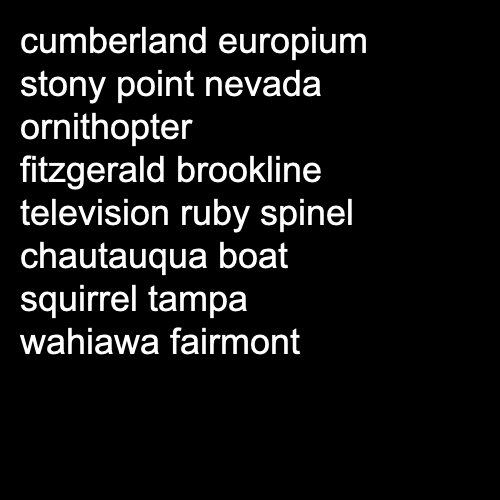 cumberland europium
stony point nevada
ornithopter
fitzgerald brookline
television ruby spinel
chautauqua boat
squirrel tampa
wahiawa fairmont